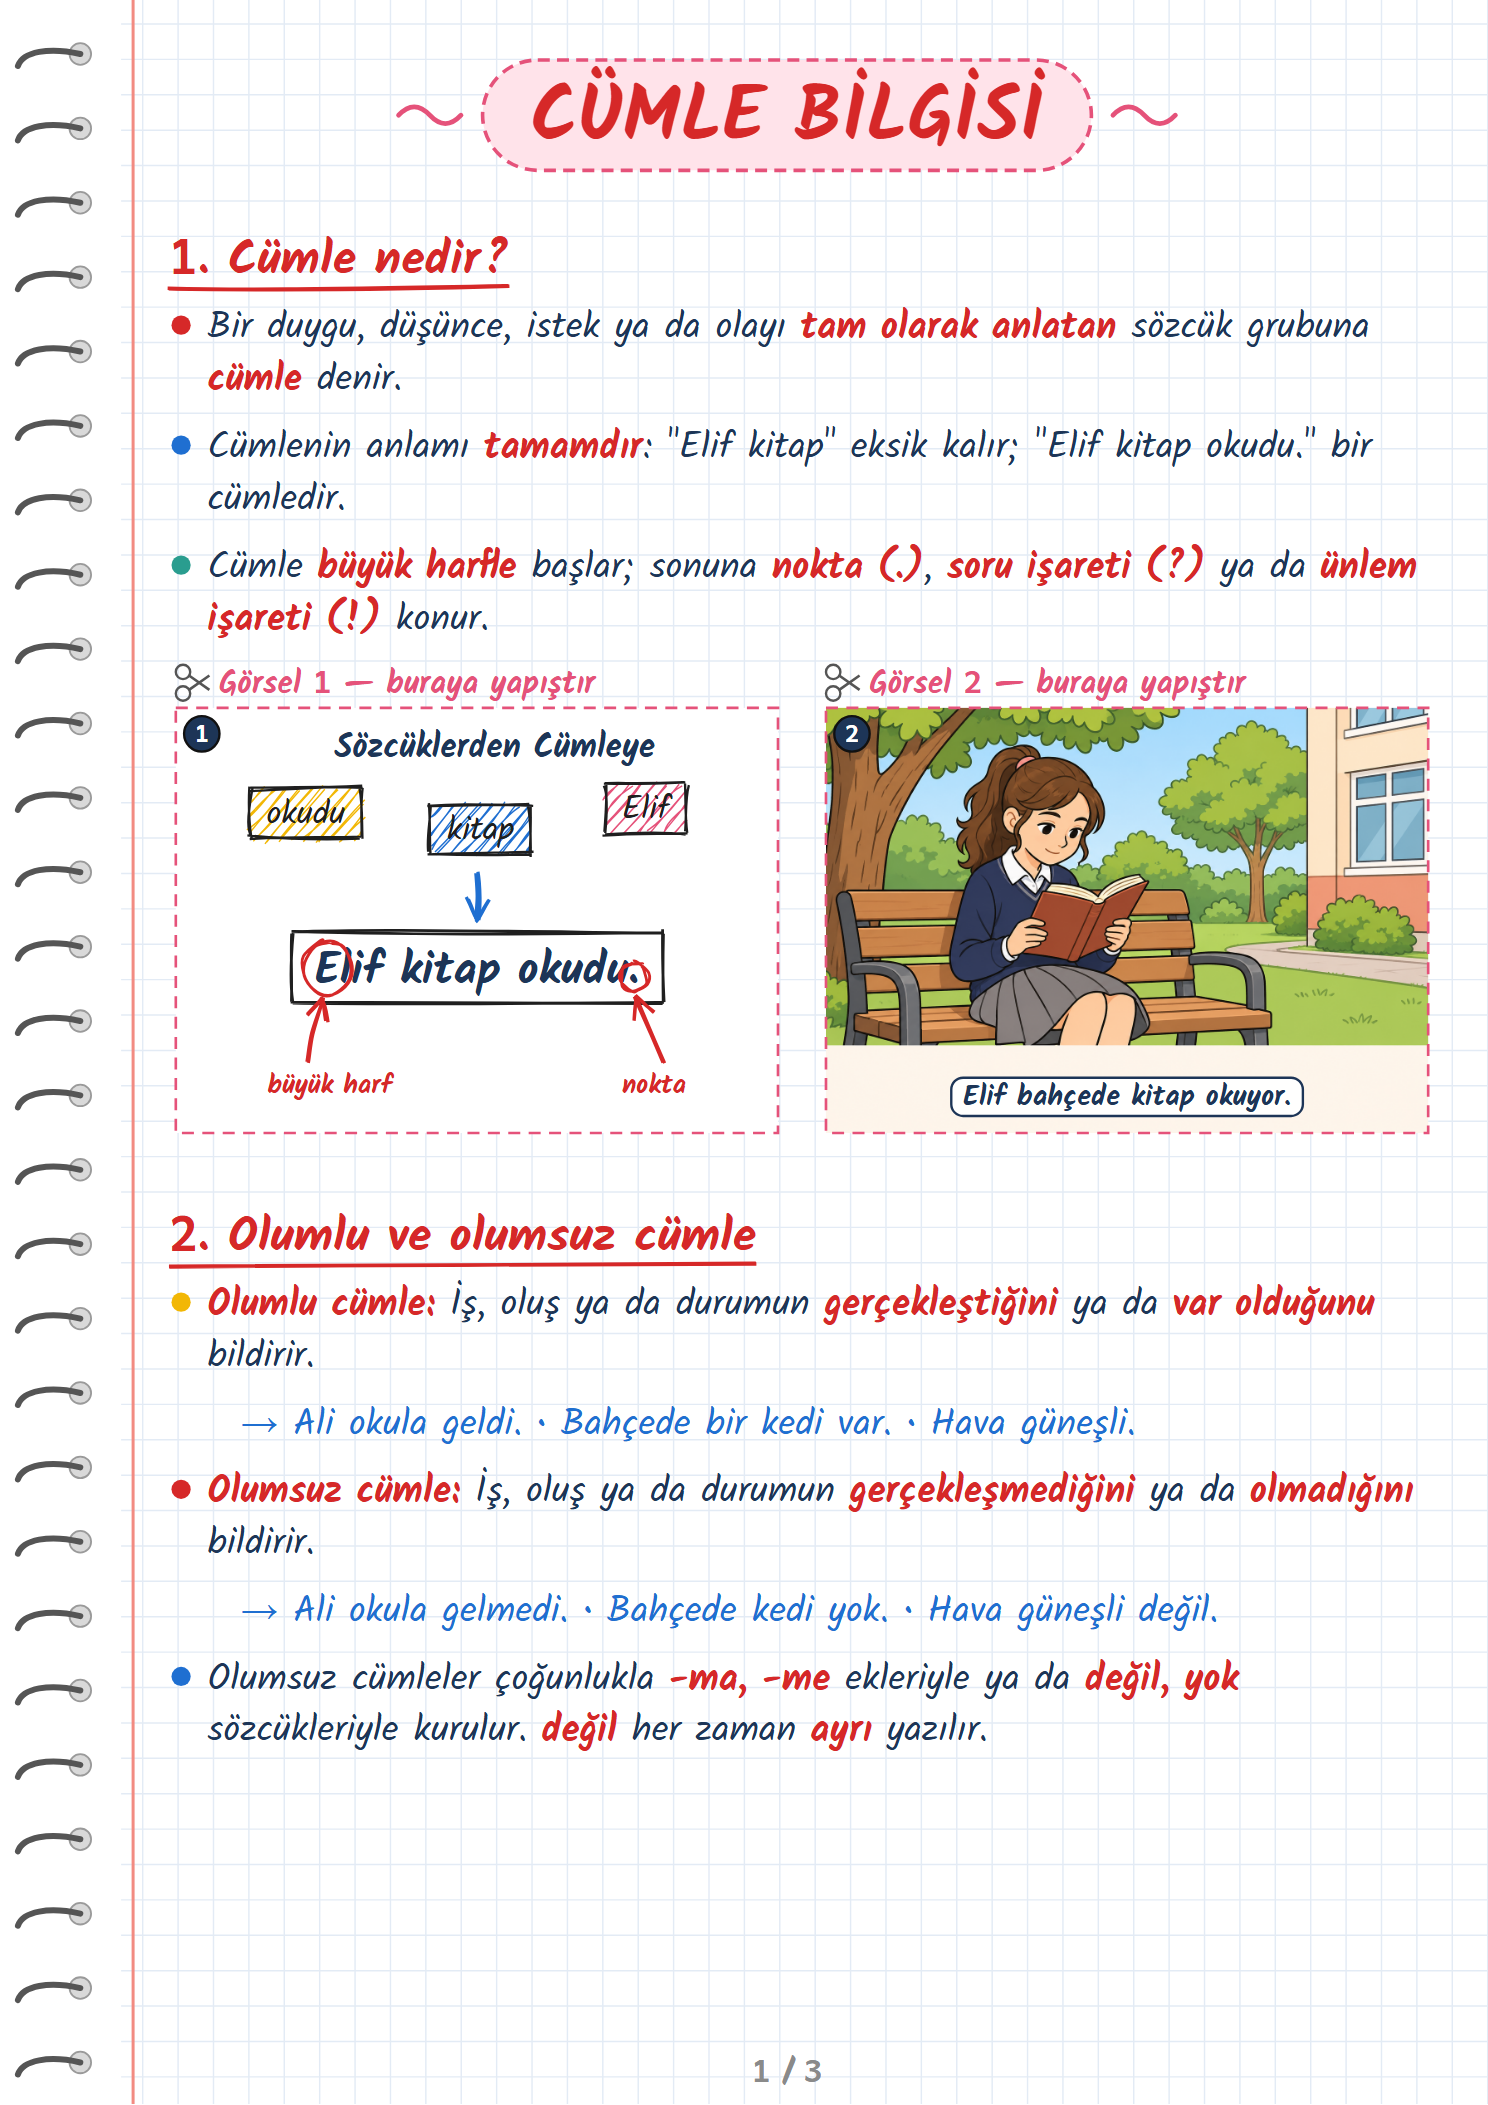 CÜMLE BİLGİSİ
1. Cümle nedir?
Bir duygu, düşünce, istek ya da olayı tam olarak anlatan sözcük grubuna
cümle denir.
Cümlenin anlamı tamamdır: "Elif kitap" eksik kalır; "Elif kitap okudu." bir
cümledir.
Cümle büyük harfle başlar; sonuna nokta (.), soru işareti (?) ya da ünlem
işareti (!) konur.
Görsel 1 — buraya yapıştır
1
Sözcüklerden Cümleye
okudu
kitap
Elif
Elif kitap okudu.
büyük harf
nokta
Görsel 2 — buraya yapıştır
2
Elif bahçede kitap okuyor.
2. Olumlu ve olumsuz cümle
Olumlu cümle: İş, oluş ya da durumun gerçekleştiğini ya da var olduğunu
bildirir.
→ Ali okula geldi. · Bahçede bir kedi var. · Hava güneşli.
Olumsuz cümle: İş, oluş ya da durumun gerçekleşmediğini ya da olmadığını
bildirir.
→ Ali okula gelmedi. · Bahçede kedi yok. · Hava güneşli değil.
Olumsuz cümleler çoğunlukla -ma, -me ekleriyle ya da değil, yok
sözcükleriyle kurulur. değil her zaman ayrı yazılır.
1 / 3